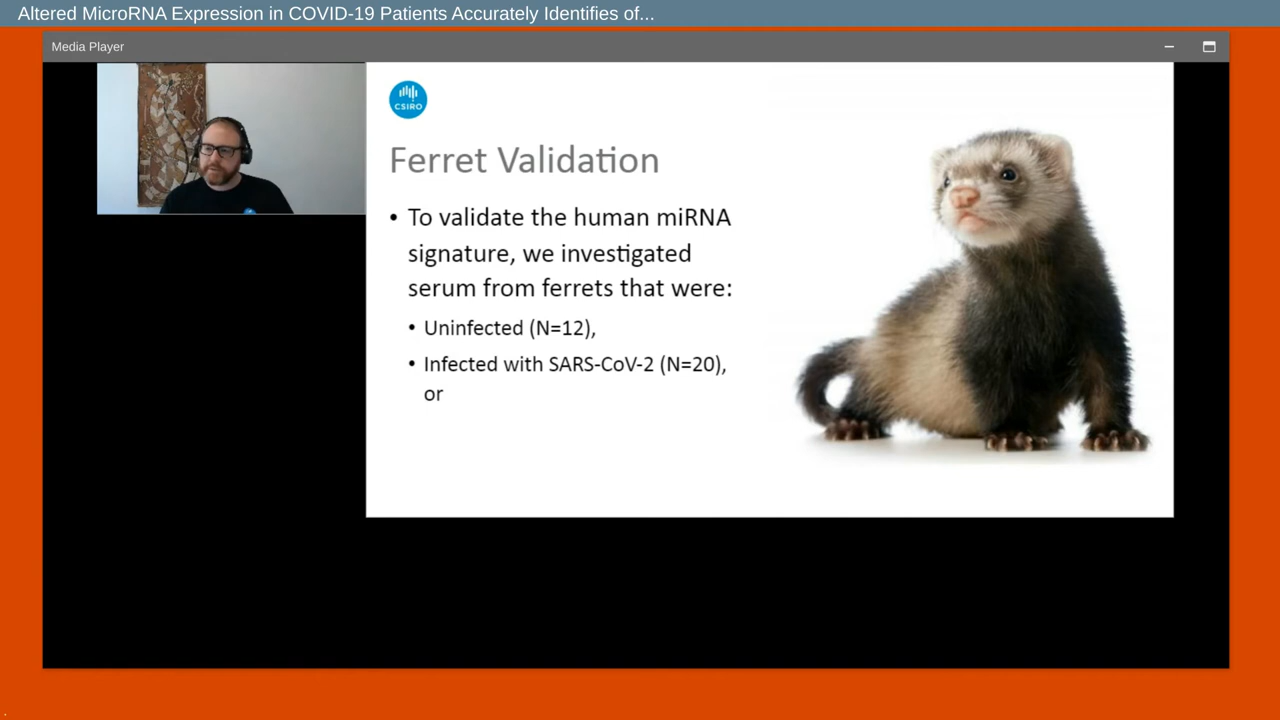 Altered MicroRNA Expression in COVID-19 Patients Accurately Identifies of...
Media Player
CSIRO
Ferret Validation
• To validate the human miRNA
signature, we investigated
serum from ferrets that were:
• Uninfected (N=12),
• Infected with SARS-CoV-2 (N=20),
or